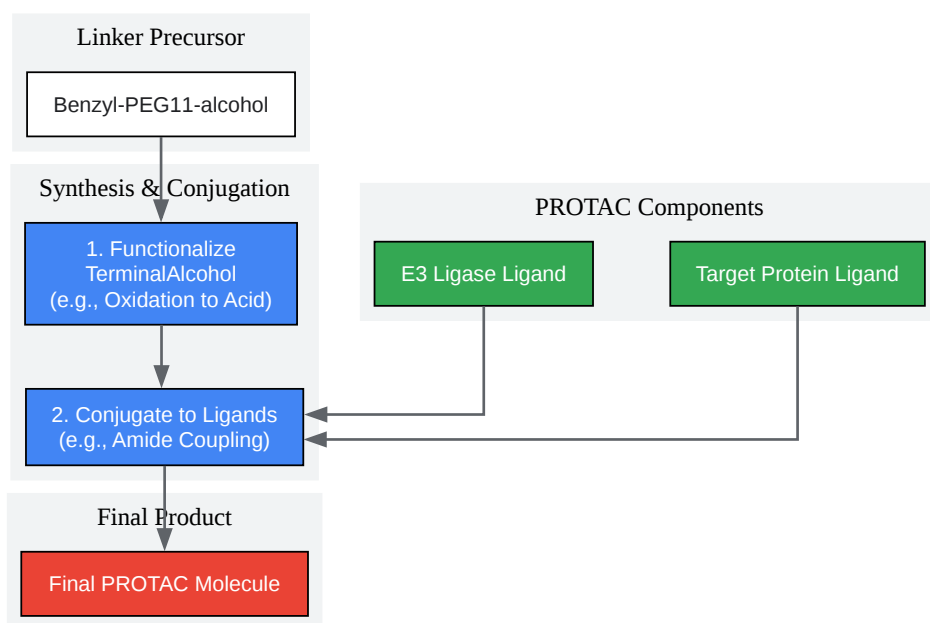 Linker Precursor
Benzyl-PEG11-alcohol
Synthesis & Conjugation
1. Functionalize
TerminalAlcohol
(e.g., Oxidation to Acid)
2. Conjugate to Ligands
(e.g., Amide Coupling)
PROTAC Components
E3 Ligase Ligand
Target Protein Ligand
Final Product
Final PROTAC Molecule